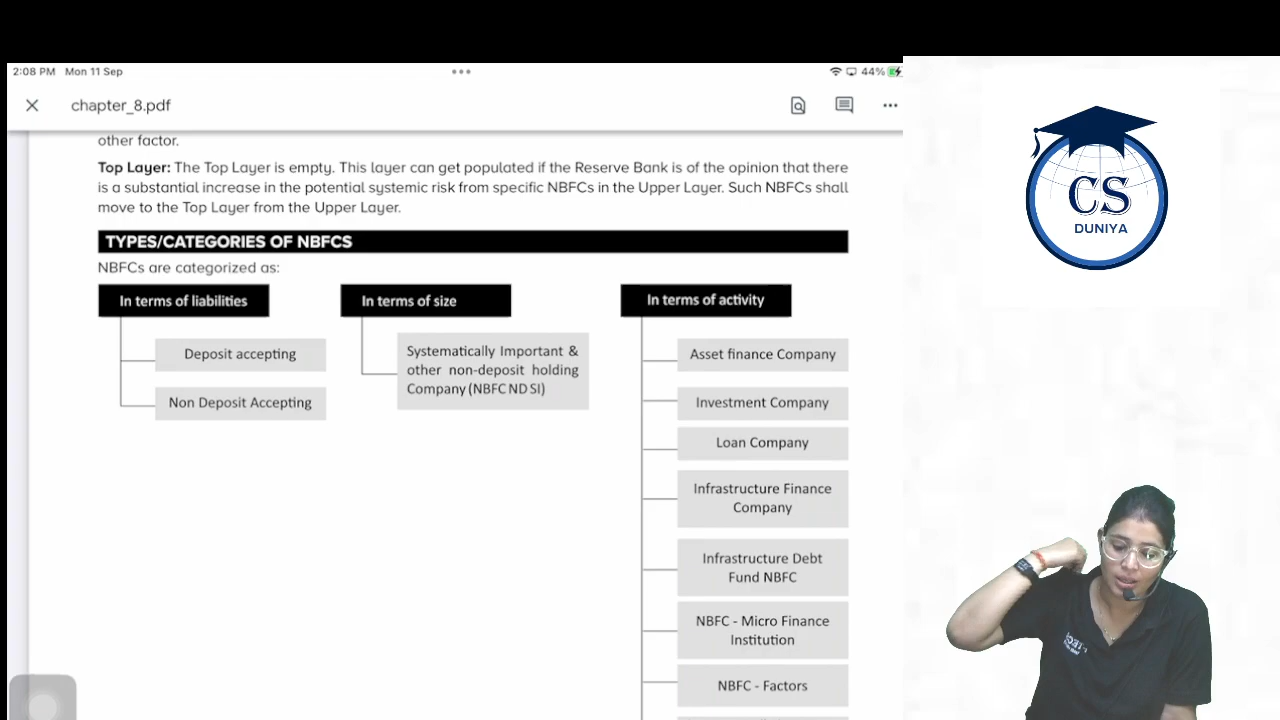 2:08 PM Mon 11 Sep
44%
chapter_8.pdf
other factor.
Top Layer: The Top Layer is empty. This layer can get populated if the Reserve Bank is of the opinion that there
is a substantial increase in the potential systemic risk from specific NBFCs in the Upper Layer. Such NBFCs shall
move to the Top Layer from the Upper Layer.
TYPES/CATEGORIES OF NBFCS
NBFCs are categorized as:
In terms of liabilities
Deposit accepting
Non Deposit Accepting
In terms of size
Systematically Important &
other non-deposit holding
Company (NBFC ND SI)
In terms of activity
Asset finance Company
Investment Company
Loan Company
Infrastructure Finance
Company
Infrastructure Debt
Fund NBFC
NBFC - Micro Finance
Institution
NBFC - Factors
CS
DUNIYA